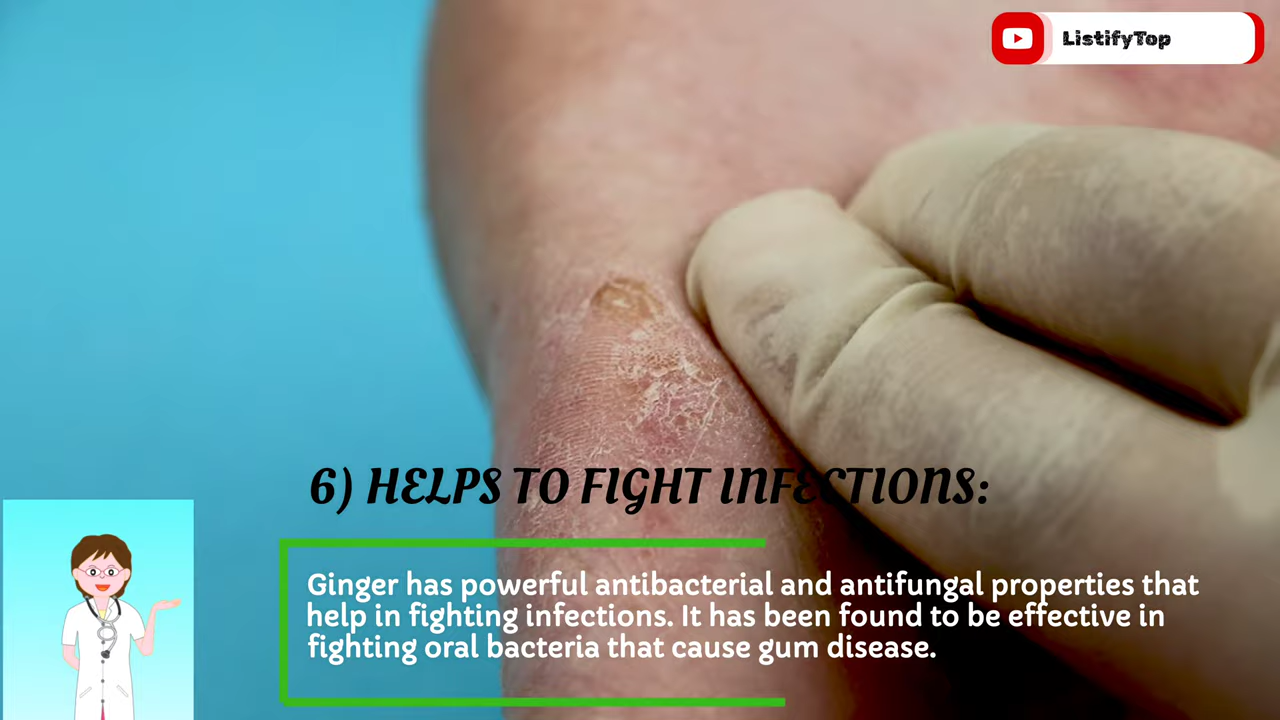 ListifyTop
6) HELPS TO FIGHT INFECTIONS:
Ginger has powerful antibacterial and antifungal properties that
help in fighting infections. It has been found to be effective in
fighting oral bacteria that cause gum disease.